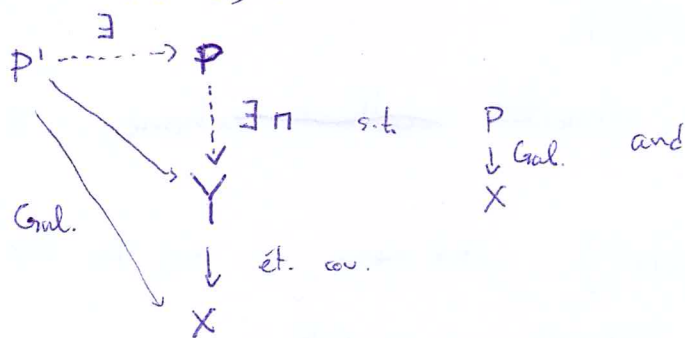 ∃
P' P
∃ π s.t. P
Gal. and
X
Y
Gal.
ét. cov.
X